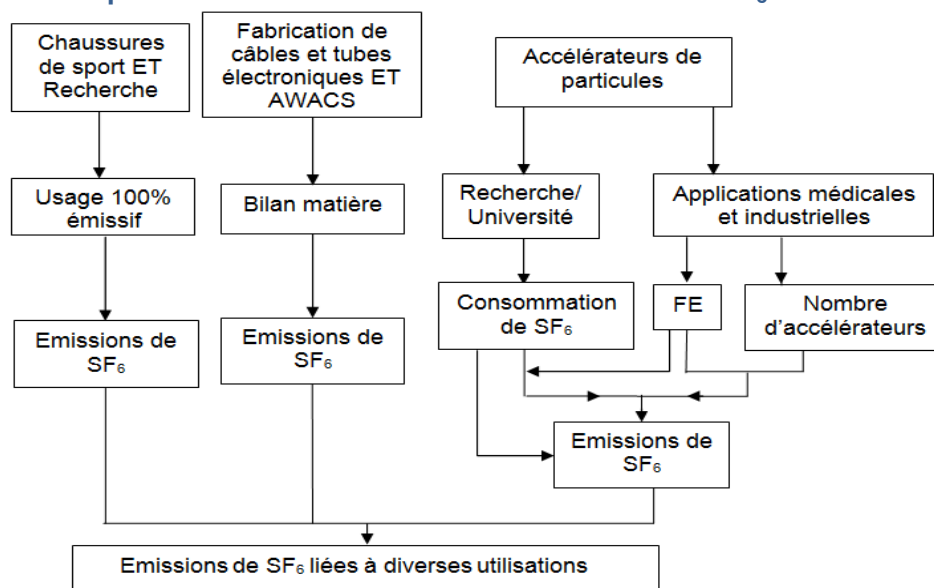 Chaussures
de sport ET
Recherche
Fabrication de
câbles et tubes
électroniques ET
AWACS
Accélérateurs de
particules
Usage 100%
émissif
Bilan matière
Recherche/
Université
Applications médicales
et industrielles
Emissions de
SF₆
Emissions de
SF₆
Consommation
de SF₆
FE
Nombre
d’accélérateurs
Emissions de
SF₆
Emissions de SF₆ liées à diverses utilisations